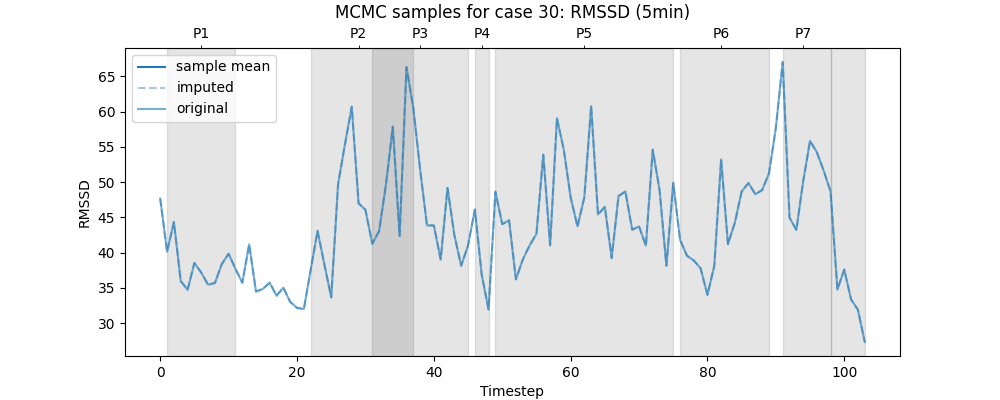 MCMC samples for case 30: RMSSD (5min)
P1 P2 P3 P4 P5 P6 P7
sample mean
imputed
original
65
60
55
50
45
40
35
30
RMSSD
0 20 40 60 80 100
Timestep